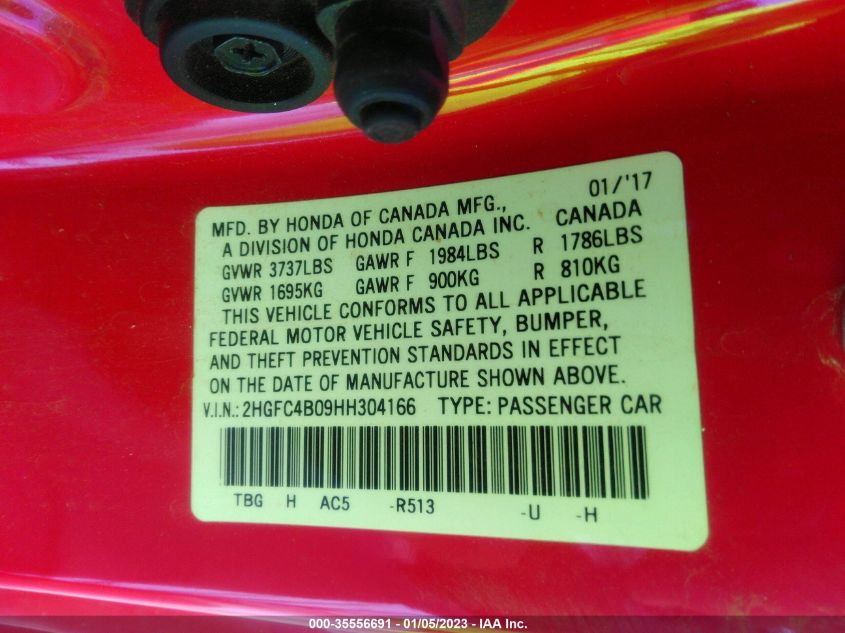 MFD. BY HONDA OF CANADA MFG., 01/'17
A DIVISION OF HONDA CANADA INC. CANADA
GVWR 3737LBS GAWR F 1984LBS R 1786LBS
GVWR 1695KG GAWR F 900KG R 810KG
THIS VEHICLE CONFORMS TO ALL APPLICABLE
FEDERAL MOTOR VEHICLE SAFETY, BUMPER,
AND THEFT PREVENTION STANDARDS IN EFFECT
ON THE DATE OF MANUFACTURE SHOWN ABOVE.
V.I.N.: 2HGFC4B09HH304166 TYPE: PASSENGER CAR
TBG H AC5 -R513 -U -H
000-35556691 - 01/05/2023 - IAA Inc.